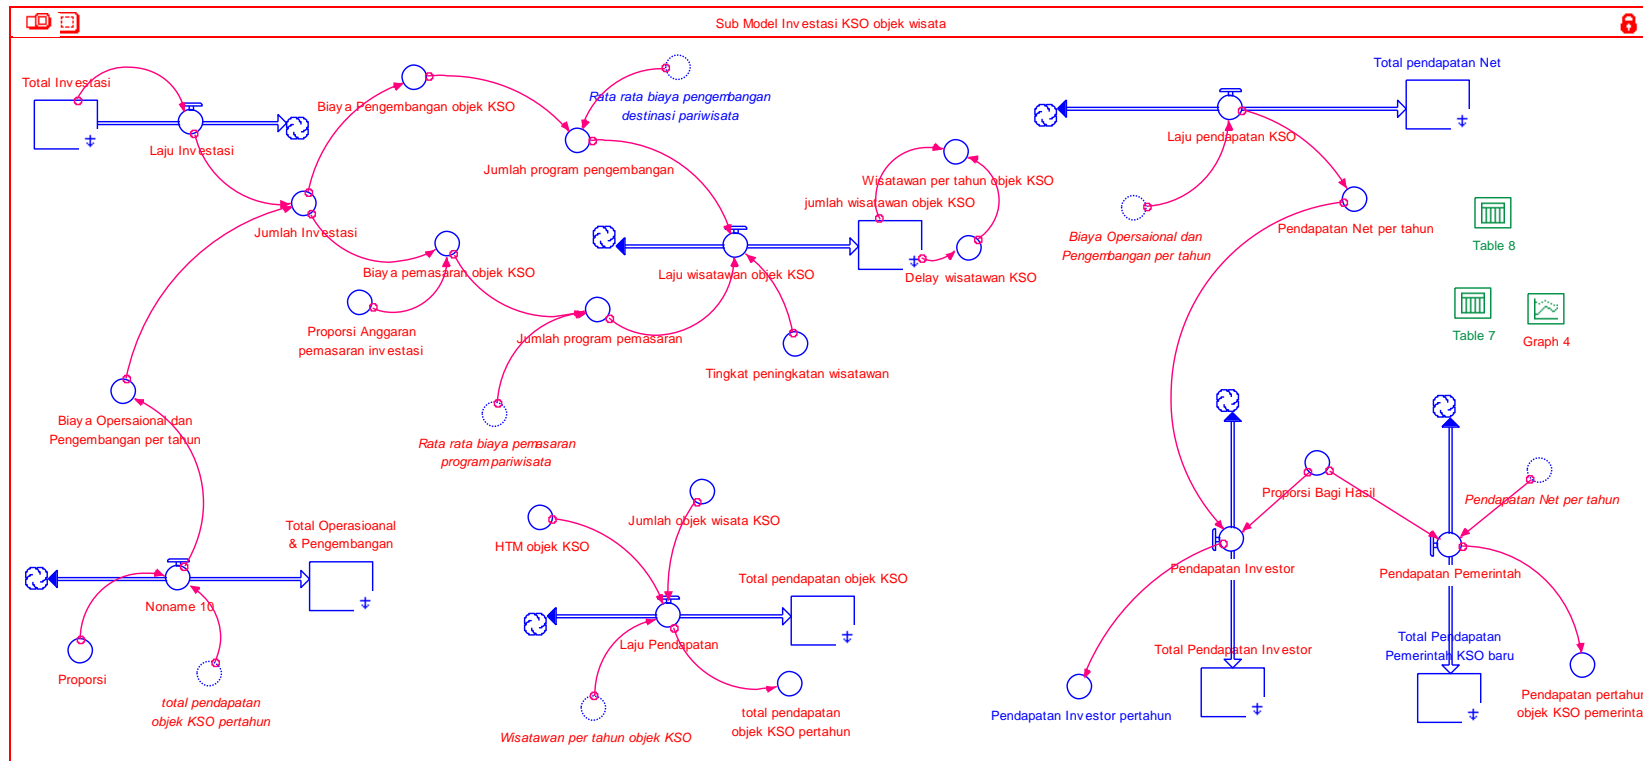 Sub Model Investasi KSO objek wisata
Total Investasi
Laju Investasi
Biaya Pengembangan objek KSO
Rata rata biaya pengembangan
destinasi pariwisata
Jumlah program pengembangan
Jumlah Investasi
Biaya pemasaran objek KSO
Proporsi Anggaran
pemasaran investasi
Jumlah program pemasaran
Rata rata biaya pemasaran
program pariwisata
Laju wisatawan objek KSO
Tingkat peningkatan wisatawan
Wisatawan per tahun objek KSO
jumlah wisatawan objek KSO
Delay wisatawan KSO
Biaya Opersaional dan
Pengembangan per tahun
Total Operasioanal
& Pengembangan
Noname 10
Proporsi
total pendapatan
objek KSO pertahun
HTM objek KSO
Jumlah objek wisata KSO
Total pendapatan objek KSO
Laju Pendapatan
Wisatawan per tahun objek KSO
total pendapatan
objek KSO pertahun
Total pendapatan Net
Laju pendapatan KSO
Biaya Opersaional dan
Pengembangan per tahun
Pendapatan Net per tahun
Table 8
Table 7
Graph 4
Proporsi Bagi Hasil
Pendapatan Net per tahun
Pendapatan Investor
Pendapatan Pemerintah
Total Pendapatan Investor
Total Pendapatan
Pemerintah KSO baru
Pendapatan Investor pertahun
Pendapatan pertahun
objek KSO pemerinta